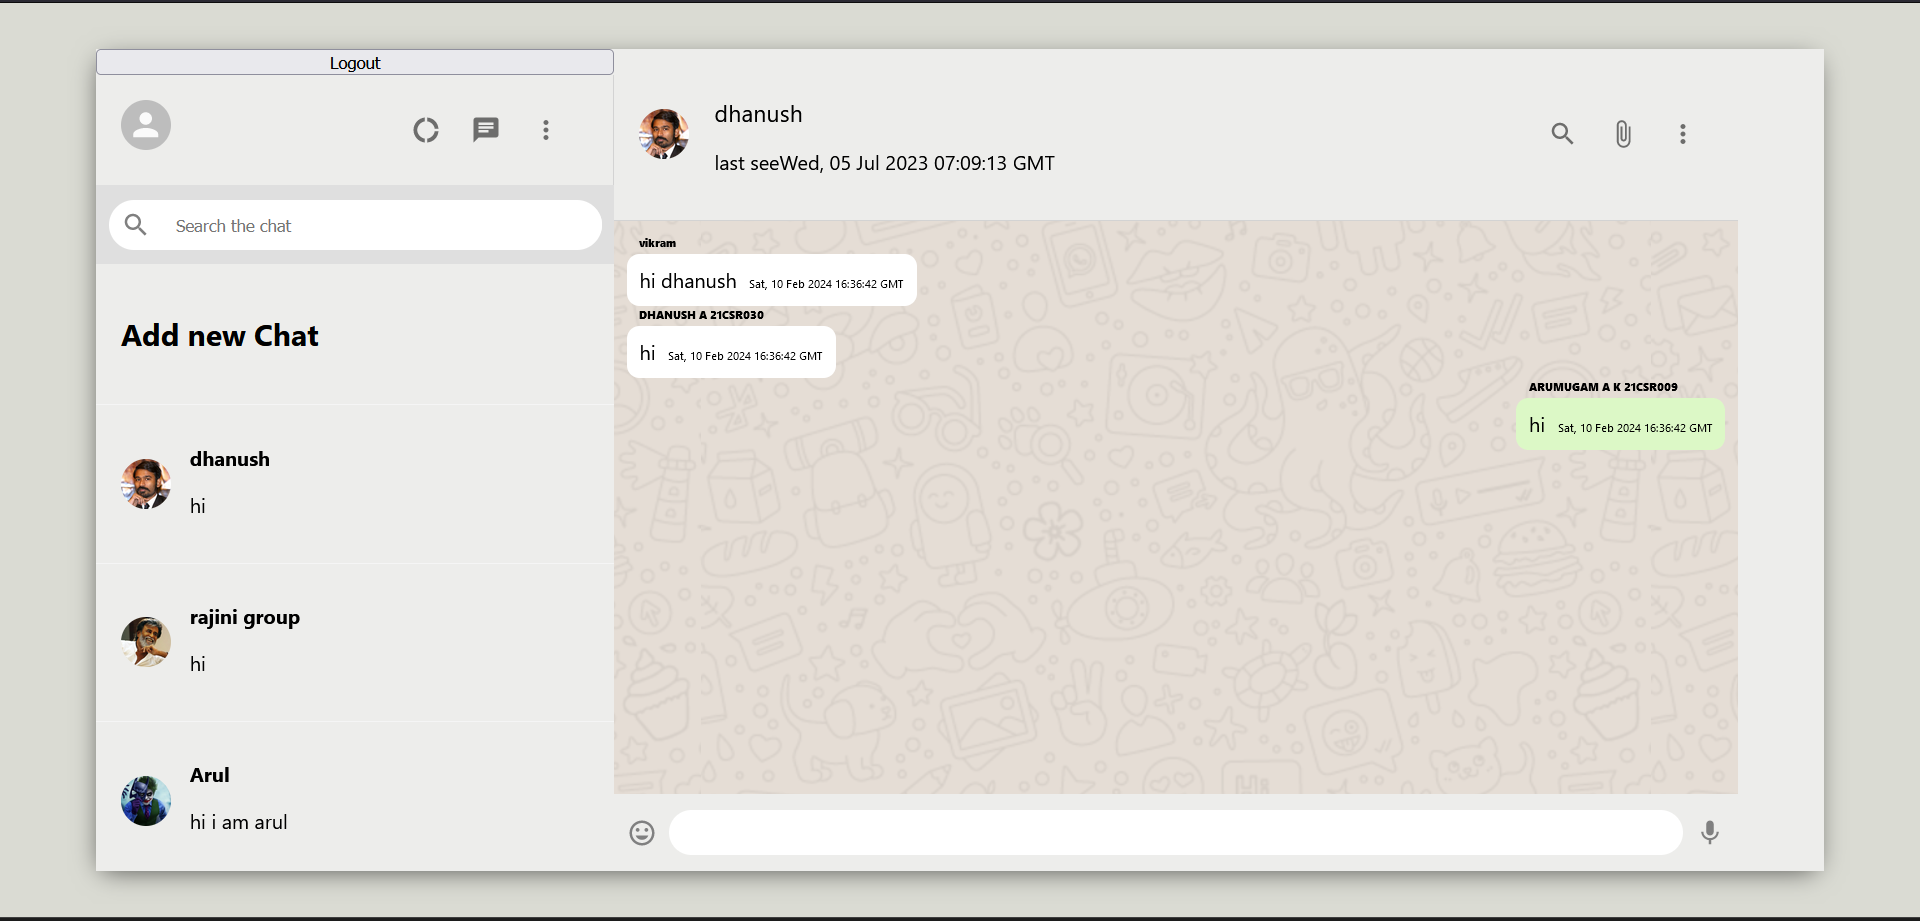 Logout
Search the chat
Add new Chat
dhanush
hi
rajini group
hi
Arul
hi i am arul
dhanush
last seeWed, 05 Jul 2023 07:09:13 GMT
vikram
hi dhanush Sat, 10 Feb 2024 16:36:42 GMT
DHANUSH A 21CSR030
hi Sat, 10 Feb 2024 16:36:42 GMT
ARUMUGAM A K 21CSR009
hi Sat, 10 Feb 2024 16:36:42 GMT